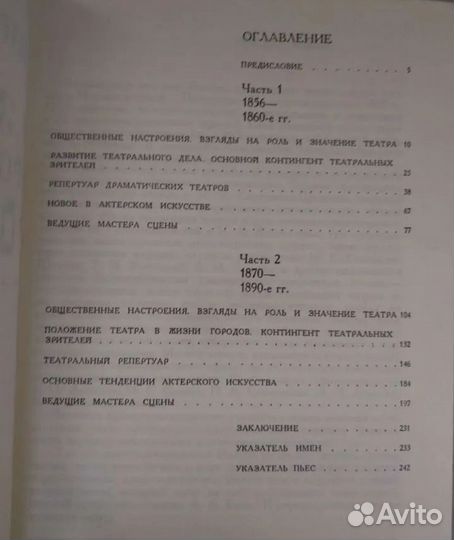 ОГЛАВЛЕНИЕ
ПРЕДИСЛОВИЕ . . . . . . . . 5
Часть 1
1856—
1860-е гг.
ОБЩЕСТВЕННЫЕ НАСТРОЕНИЯ. ВЗГЛЯДЫ НА РОЛЬ И ЗНАЧЕНИЕ ТЕАТРА 10
РАЗВИТИЕ ТЕАТРАЛЬНОГО ДЕЛА. ОСНОВНОЙ КОНТИНГЕНТ ТЕАТРАЛЬНЫХ
ЗРИТЕЛЕЙ . . . . . . . . 25
РЕПЕРТУАР ДРАМАТИЧЕСКИХ ТЕАТРОВ . . . . . . . . 38
НОВОЕ В АКТЕРСКОМ ИСКУССТВЕ . . . . . . . . 67
ВЕДУЩИЕ МАСТЕРА СЦЕНЫ . . . . . . . . 77
Часть 2
1870—
1890-е гг.
ОБЩЕСТВЕННЫЕ НАСТРОЕНИЯ. ВЗГЛЯДЫ НА РОЛЬ И ЗНАЧЕНИЕ ТЕАТРА 104
ПОЛОЖЕНИЕ ТЕАТРА В ЖИЗНИ ГОРОДОВ. КОНТИНГЕНТ ТЕАТРАЛЬНЫХ
ЗРИТЕЛЕЙ . . . . . . . . 132
ТЕАТРАЛЬНЫЙ РЕПЕРТУАР . . . . . . . . 146
ОСНОВНЫЕ ТЕНДЕНЦИИ АКТЕРСКОГО ИСКУССТВА . . . . . . . . 184
ВЕДУЩИЕ МАСТЕРА СЦЕНЫ . . . . . . . . 197
ЗАКЛЮЧЕНИЕ . . . . . . . . 231
УКАЗАТЕЛЬ ИМЕН . . . . . . . . 233
УКАЗАТЕЛЬ ПЬЕС . . . . . . . . 242
Avito